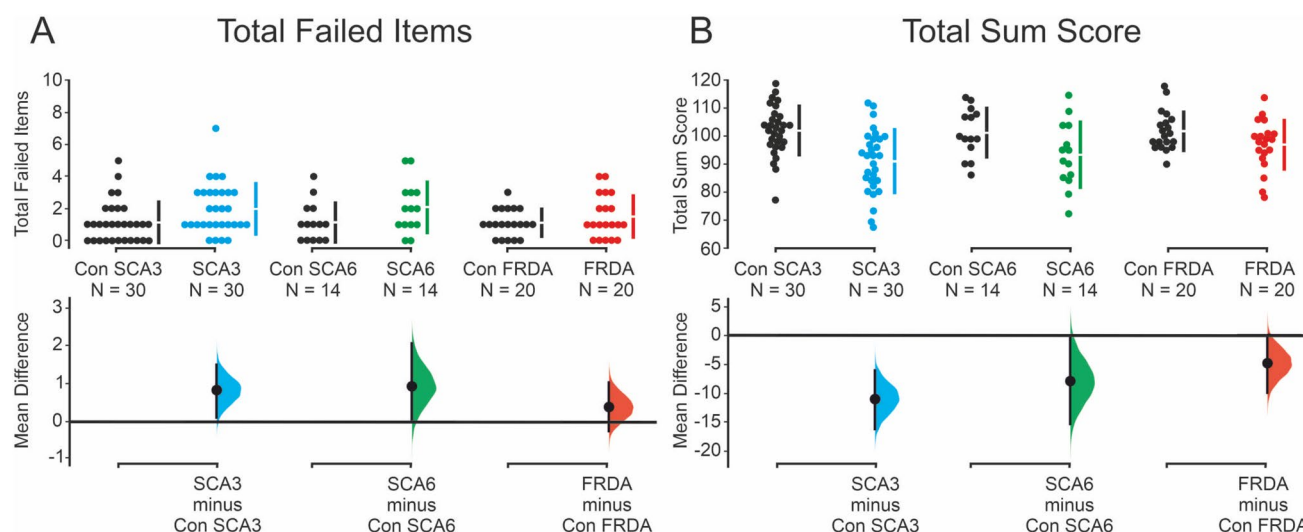 A
Total Failed Items
Total Failed Items
10
8
6
4
2
0
Con SCA3
SCA3
Con SCA6
SCA6
Con FRDA
FRDA
N = 30
N = 30
N = 14
N = 14
N = 20
N = 20
Mean Difference
3
2
1
0
-1
SCA3
minus
Con SCA3
SCA6
minus
Con SCA6
FRDA
minus
Con FRDA
B
Total Sum Score
Total Sum Score
120
110
100
90
80
70
60
Con SCA3
SCA3
Con SCA6
SCA6
Con FRDA
FRDA
N = 30
N = 30
N = 14
N = 14
N = 20
N = 20
Mean Difference
5
0
-5
-10
-15
-20
SCA3
minus
Con SCA3
SCA6
minus
Con SCA6
FRDA
minus
Con FRDA